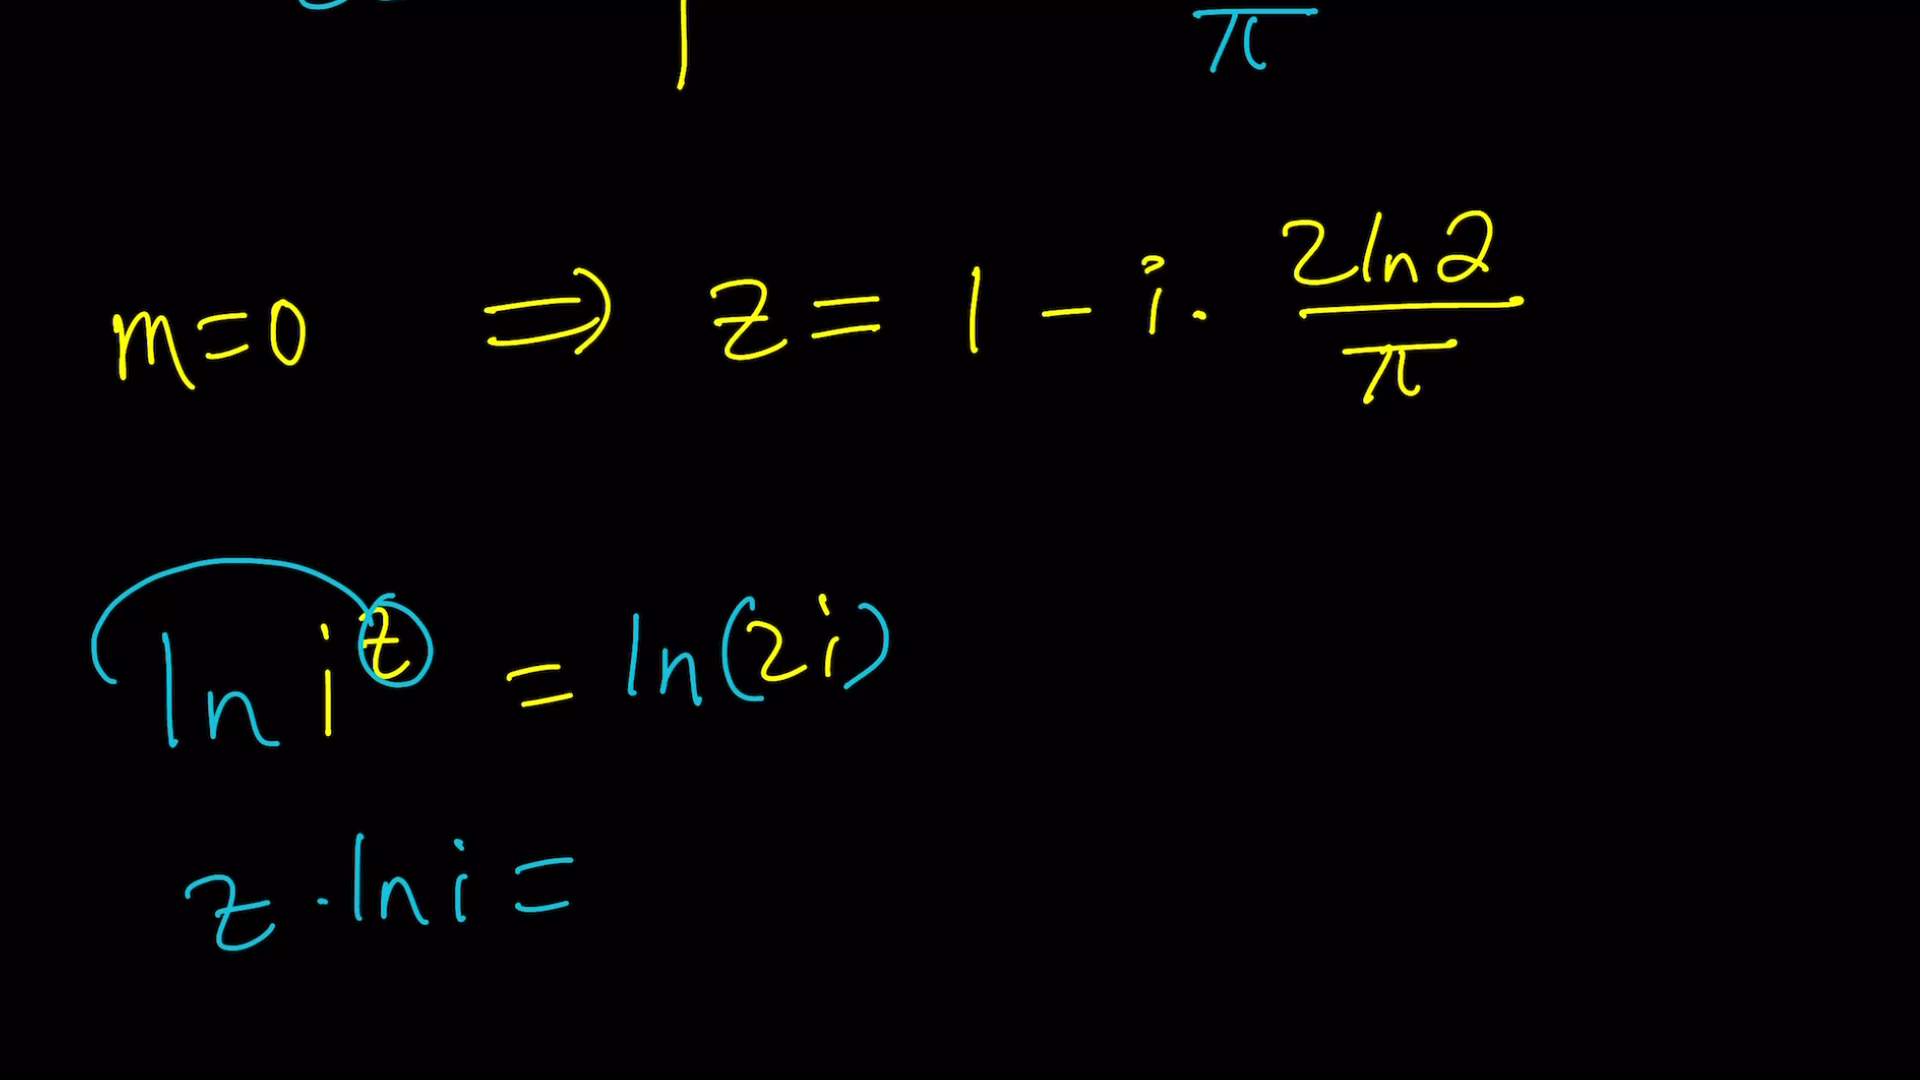 π
m=0 ⇒ z = 1 - i · 2ln2/π
ln i^z = ln(2i)
z · ln i =